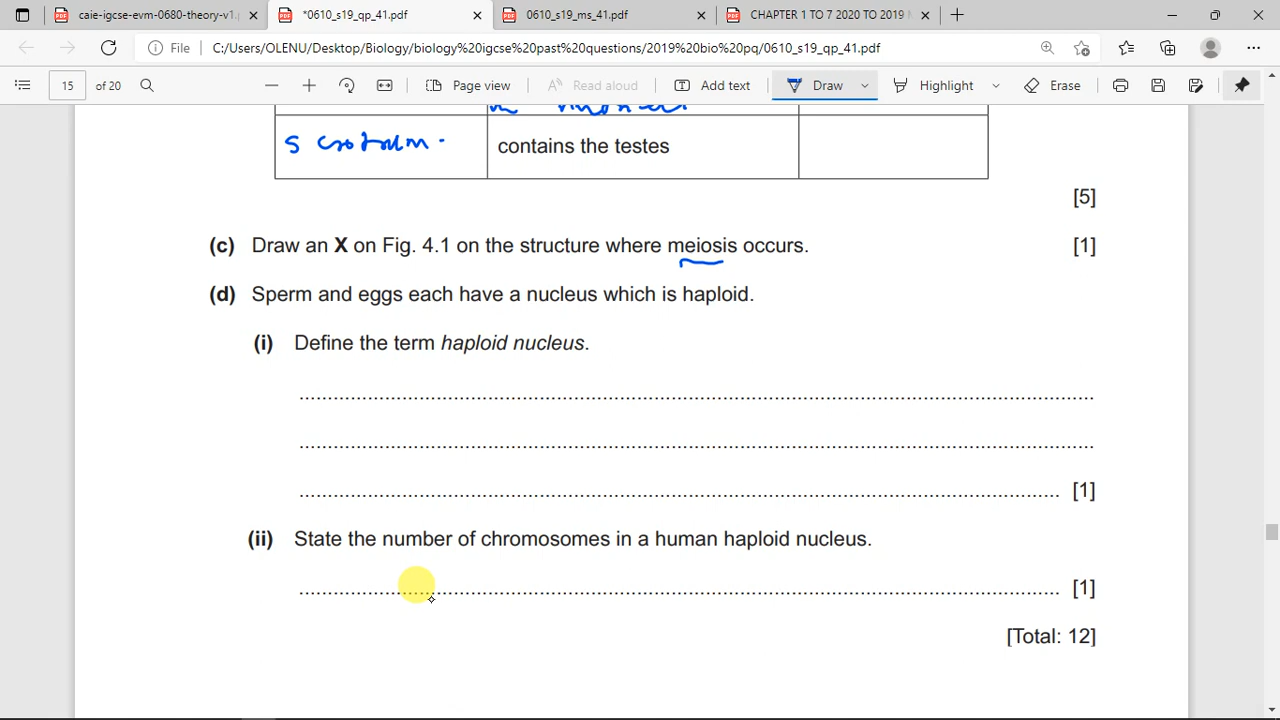 caie-igcse-evm-0680-theory-v1.
*0610_s19_qp_41.pdf
0610_s19_ms_41.pdf
CHAPTER 1 TO 7 2020 TO 2019
File C:/Users/OLENU/Desktop/Biology/biology%20igcse%20past%20questions/2019%20bio%20pq/0610_s19_qp_41.pdf
15 of 20 Page view Read aloud Add text Draw Highlight Erase
s crotum. contains the testes
[5]
(c) Draw an X on Fig. 4.1 on the structure where meiosis occurs. [1]
(d) Sperm and eggs each have a nucleus which is haploid.
(i) Define the term haploid nucleus.
[1]
(ii) State the number of chromosomes in a human haploid nucleus.
[1]
[Total: 12]